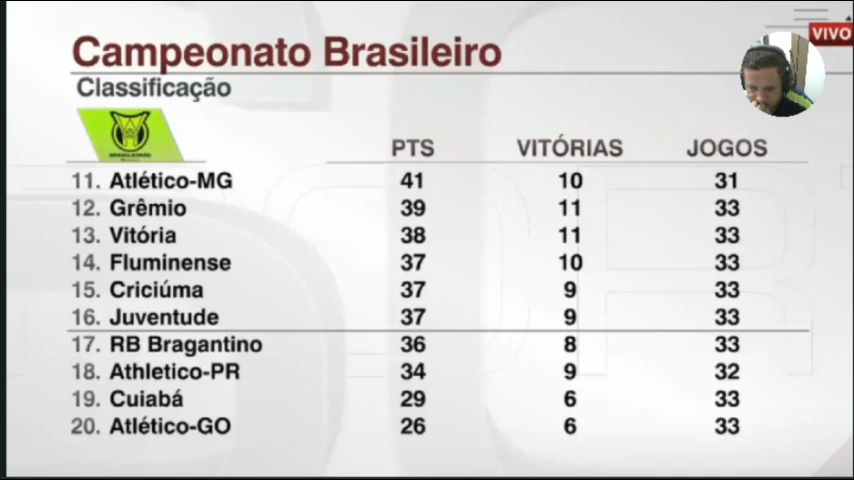 Campeonato Brasileiro
VIVO
Classificação
BRASILEIRÃO
PTS VITÓRIAS JOGOS
11. Atlético-MG 41 10 31
12. Grêmio 39 11 33
13. Vitória 38 11 33
14. Fluminense 37 10 33
15. Criciúma 37 9 33
16. Juventude 37 9 33
17. RB Bragantino 36 8 33
18. Athletico-PR 34 9 32
19. Cuiabá 29 6 33
20. Atlético-GO 26 6 33